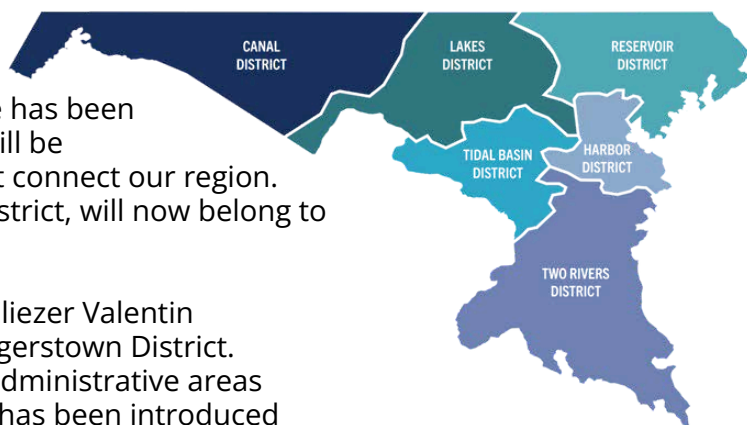 CANAL
DISTRICT
LAKES
DISTRICT
RESERVOIR
DISTRICT
has been
ill be
connect our region.
strict, will now belong to
TIDAL BASIN
DISTRICT
HARBOR
DISTRICT
TWO RIVERS
DISTRICT
liezer Valentin
gerstown District.
administrative areas
has been introduced